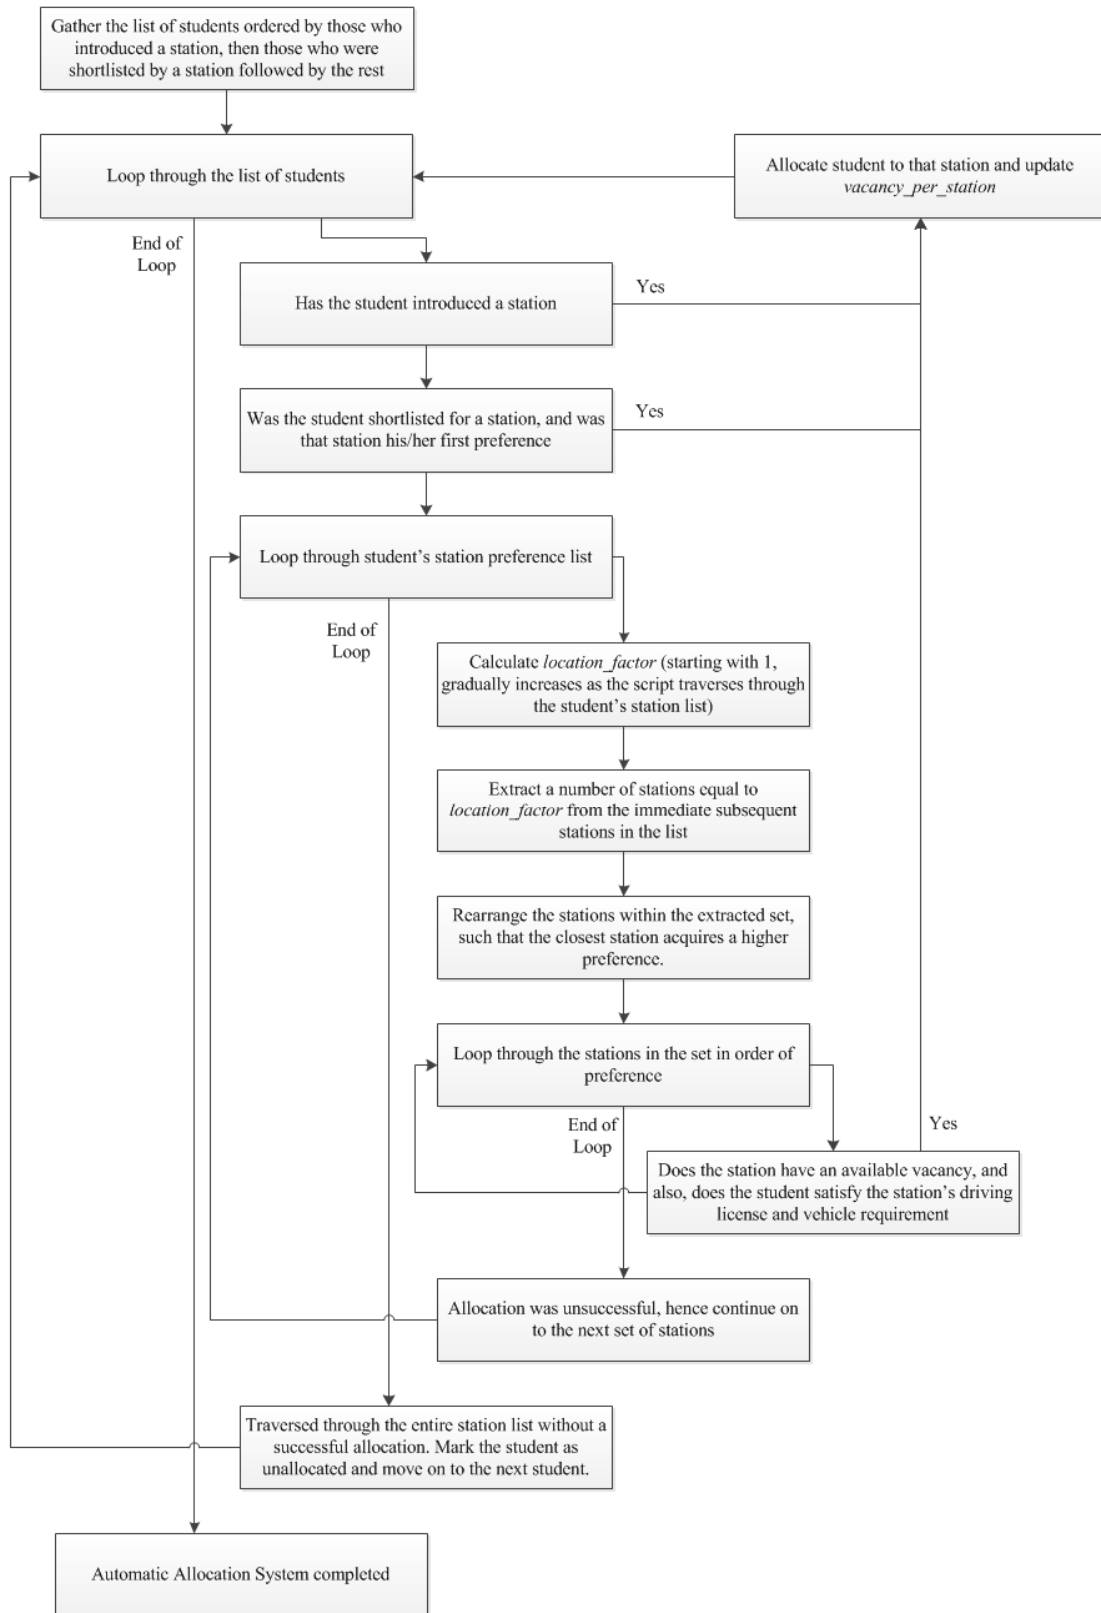 Gather the list of students ordered by those who
introduced a station, then those who were
shortlisted by a station followed by the rest
Loop through the list of students
Allocate student to that station and update
vacancy_per_station
End of
Loop
Has the student introduced a station
Yes
Was the student shortlisted for a station, and was
that station his/her first preference
Yes
Loop through student's station preference list
End of
Loop
Calculate location_factor (starting with 1,
gradually increases as the script traverses through
the student's station list)
Extract a number of stations equal to
location_factor from the immediate subsequent
stations in the list
Rearrange the stations within the extracted set,
such that the closest station acquires a higher
preference.
Loop through the stations in the set in order of
preference
End of
Loop
Yes
Does the station have an available vacancy, and
also, does the student satisfy the station's driving
license and vehicle requirement
Allocation was unsuccessful, hence continue on
to the next set of stations
Traversed through the entire station list without a
successful allocation. Mark the student as
unallocated and move on to the next student.
Automatic Allocation System completed